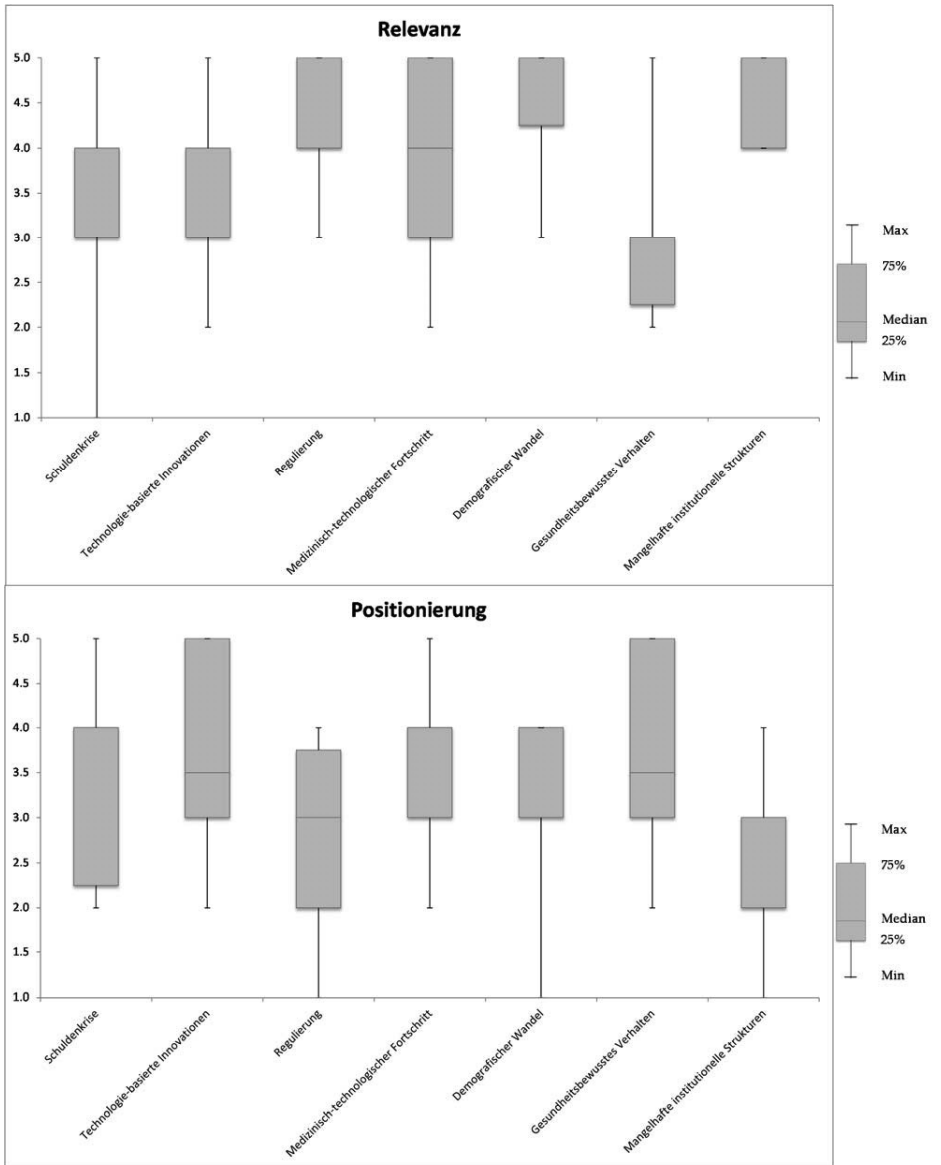 Relevanz
5.0
4.5
4.0
3.5
3.0
2.5
2.0
1.5
1.0
Schuldenkrise
Technologie-basierte Innovationen
Regulierung
Medizinisch-technologischer Fortschritt
Demografischer Wandel
Gesundheitsbewusstes Verhalten
Mangelhafte institutionelle Strukturen
Max
75%
Median
25%
Min
Positionierung
5.0
4.5
4.0
3.5
3.0
2.5
2.0
1.5
1.0
Schuldenkrise
Technologie-basierte Innovationen
Regulierung
Medizinisch-technologischer Fortschritt
Demografischer Wandel
Gesundheitsbewusstes Verhalten
Mangelhafte institutionelle Strukturen
Max
75%
Median
25%
Min